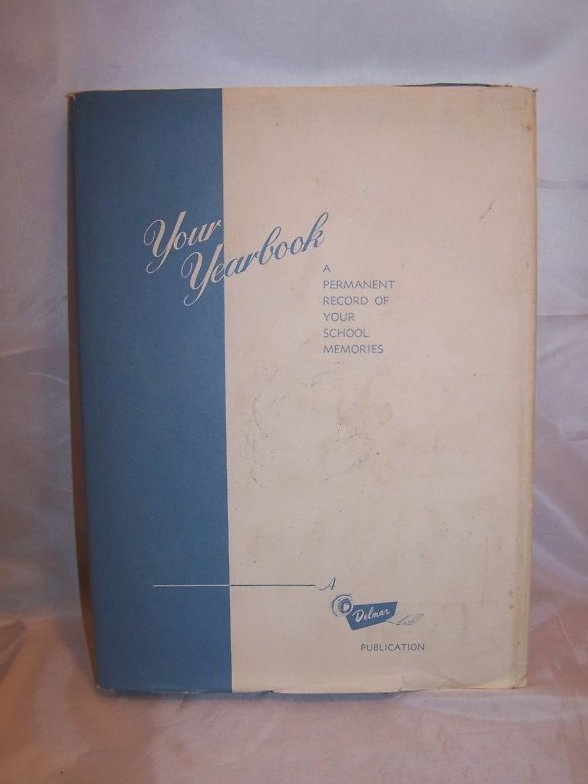 Your
Yearbook
A
PERMANENT
RECORD OF
YOUR
SCHOOL
MEMORIES
A
Delmar
PUBLICATION